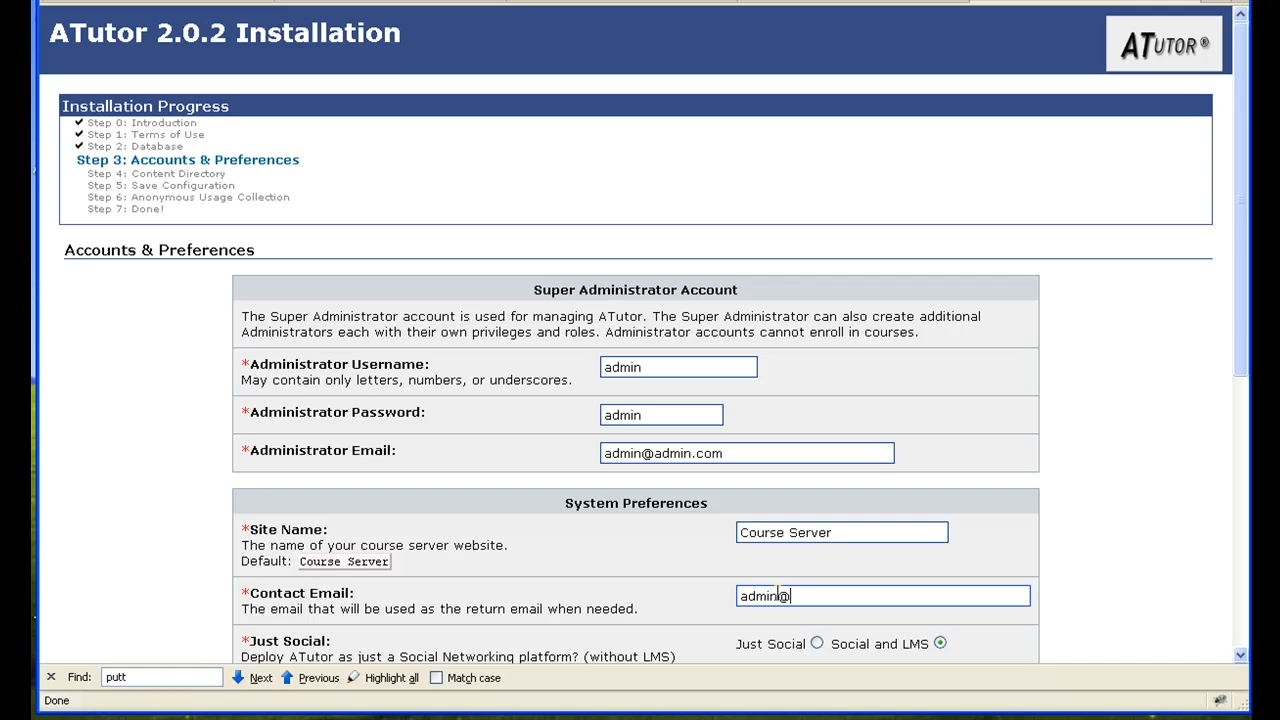 ATutor 2.0.2 Installation
ATUTOR®
Installation Progress
Step 0: Introduction
Step 1: Terms of Use
Step 2: Database
Step 3: Accounts & Preferences
Step 4: Content Directory
Step 5: Save Configuration
Step 6: Anonymous Usage Collection
Step 7: Done!
Accounts & Preferences
Super Administrator Account
The Super Administrator account is used for managing ATutor. The Super Administrator can also create additional
Administrators each with their own privileges and roles. Administrator accounts cannot enroll in courses.
*Administrator Username: admin
May contain only letters, numbers, or underscores.
*Administrator Password: admin
*Administrator Email: admin@admin.com
System Preferences
*Site Name: Course Server
The name of your course server website.
Default: Course Server
*Contact Email: admin@
The email that will be used as the return email when needed.
*Just Social: Just Social Social and LMS
Deploy ATutor as just a Social Networking platform? (without LMS)
Find: putt Next Previous Highlight all Match case
Done